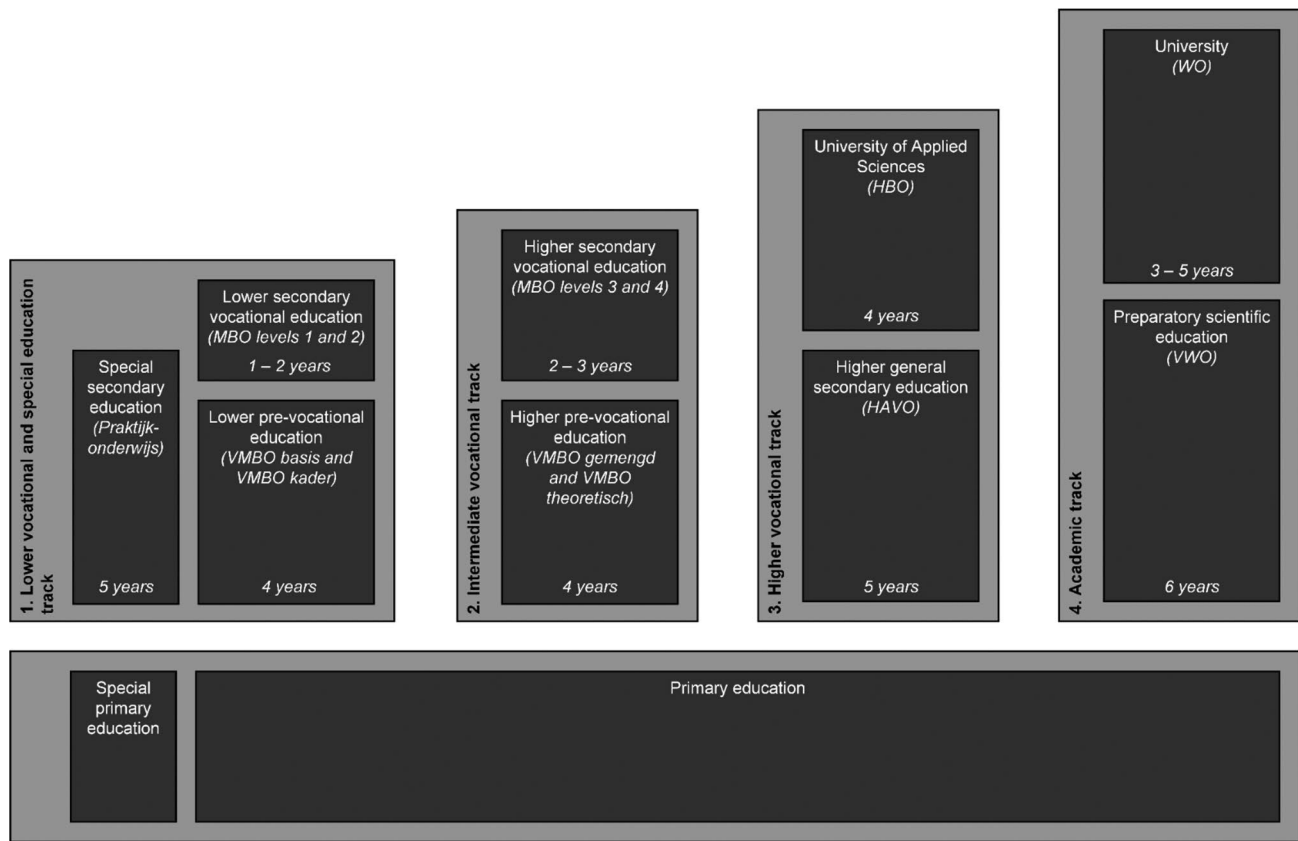 1. Lower vocational and special education
track
Special
secondary
education
(Praktijk-
onderwijs)
5 years
Lower secondary
vocational education
(MBO levels 1 and 2)
1 – 2 years
Lower pre-vocational
education
(VMBO basis and
VMBO kader)
4 years
2. Intermediate vocational track
Higher secondary
vocational education
(MBO levels 3 and 4)
2 – 3 years
Higher pre-vocational
education
(VMBO gemengd
and VMBO
theoretisch)
4 years
3. Higher vocational track
University of Applied
Sciences
(HBO)
4 years
Higher general
secondary education
(HAVO)
5 years
4. Academic track
University
(WO)
3 – 5 years
Preparatory scientific
education
(VWO)
6 years
Special
primary
education
Primary education